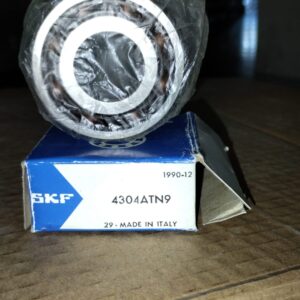 1990-12
SKF
4304ATN9
29 - MADE IN ITALY